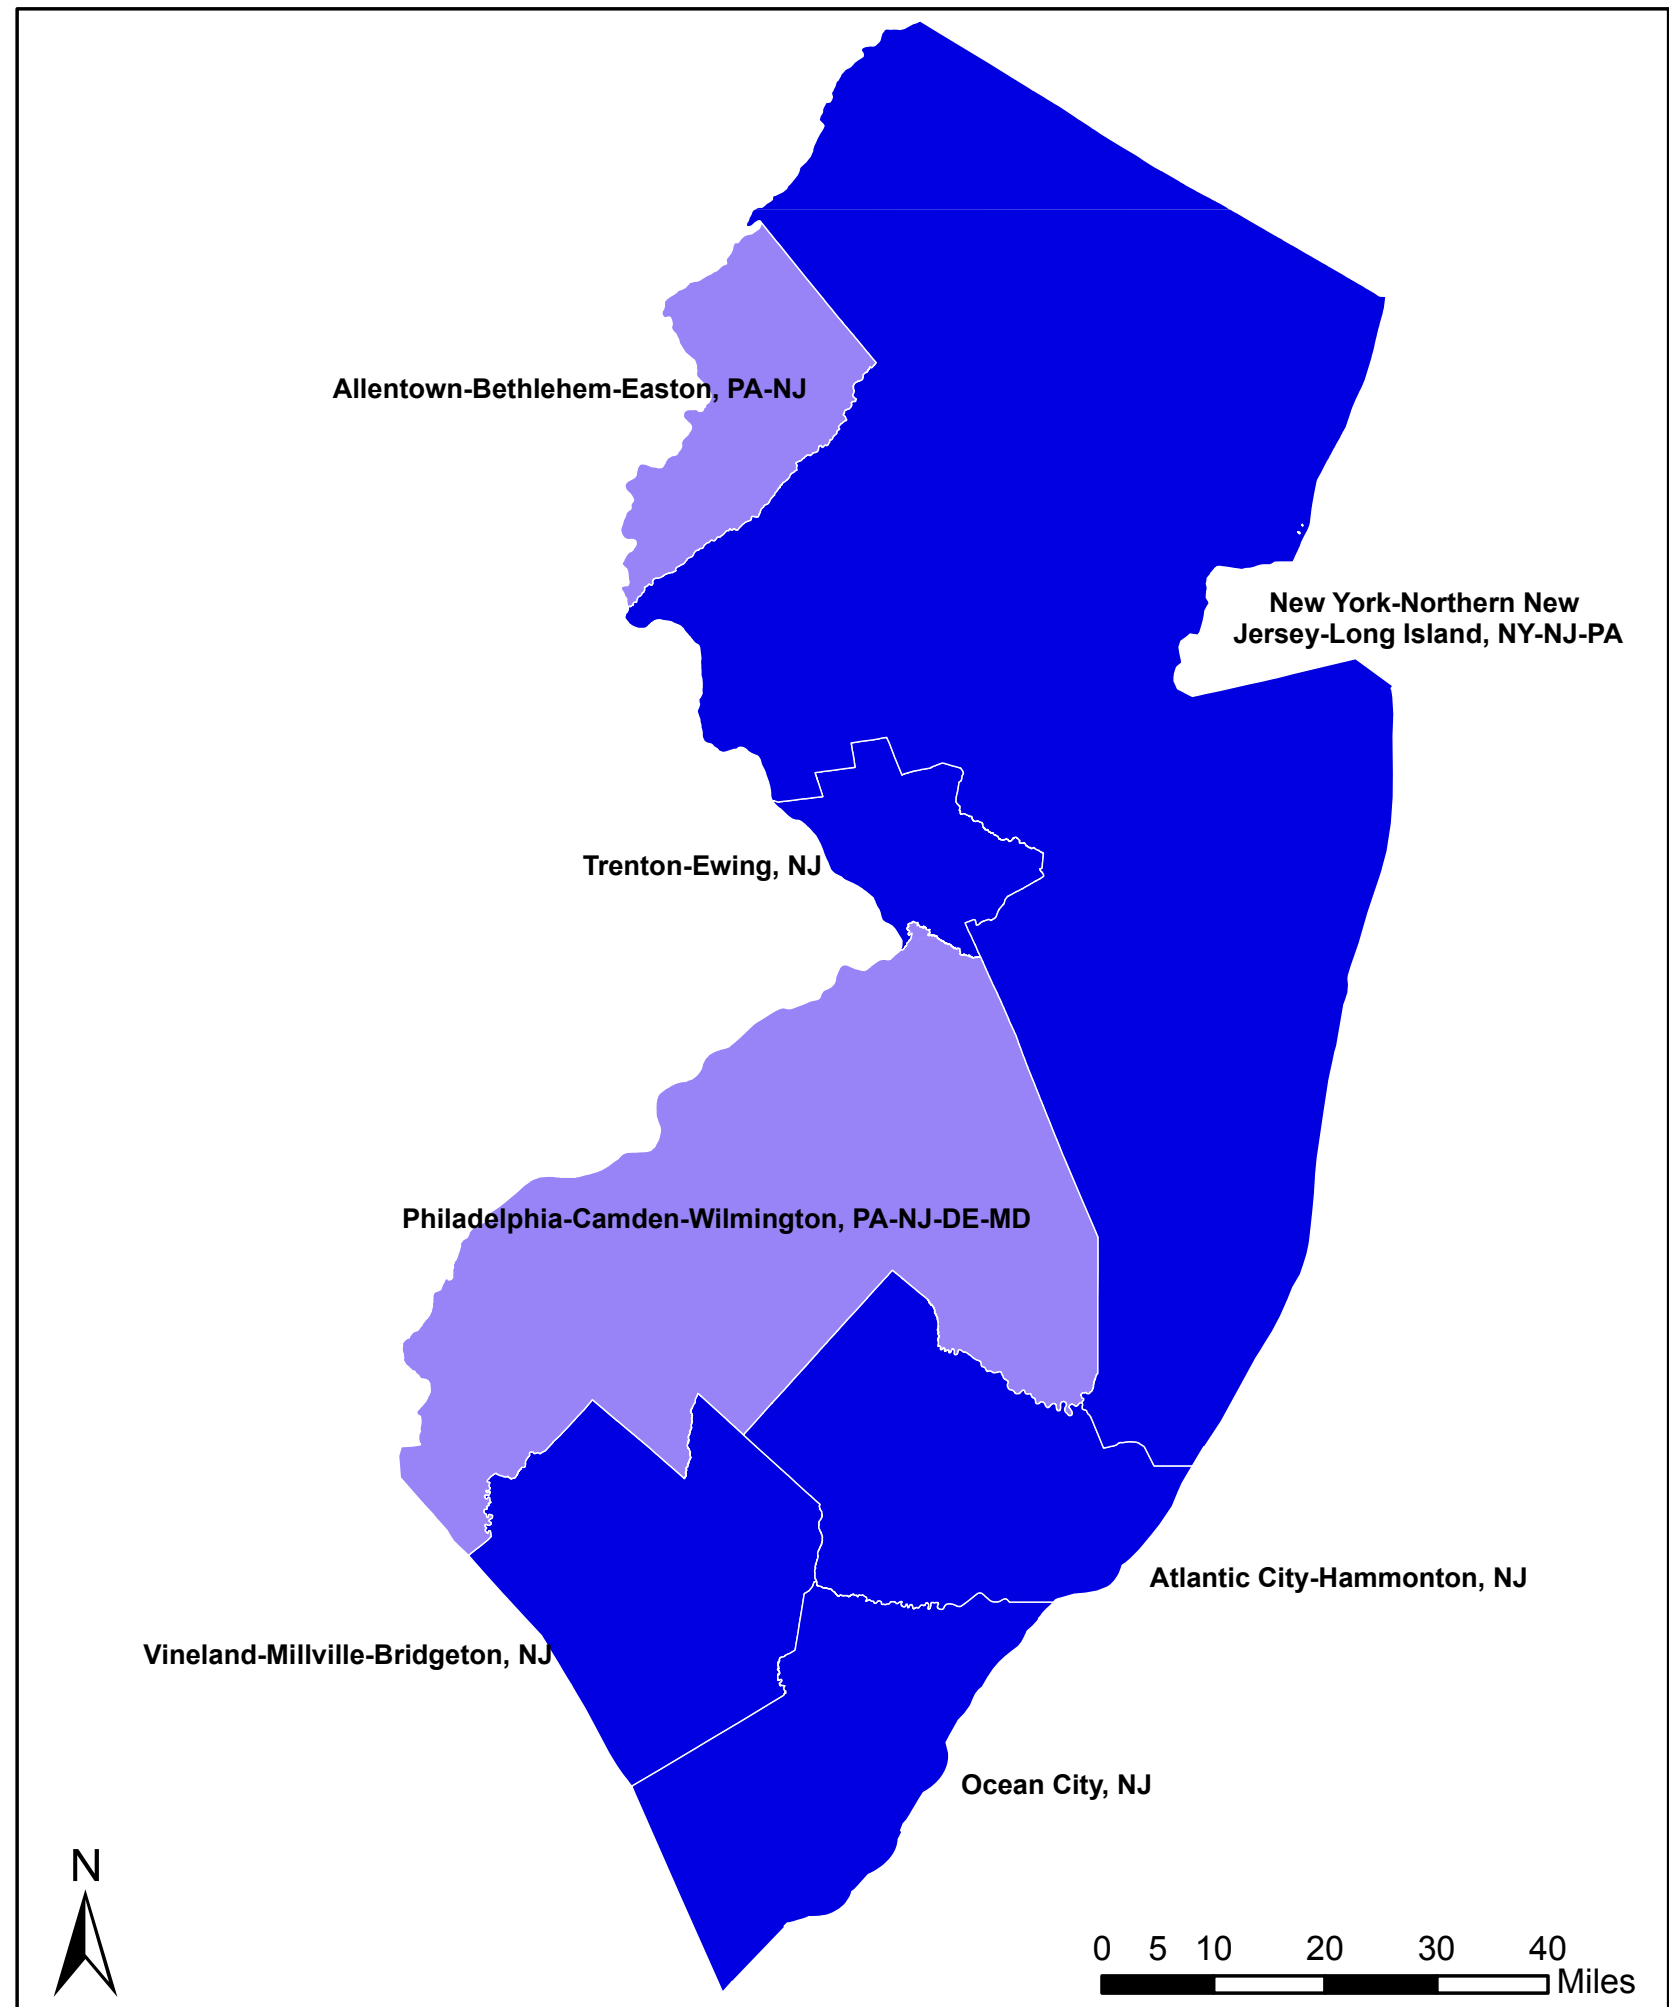 Allentown-Bethlehem-Easton, PA-NJ
New York-Northern New
Jersey-Long Island, NY-NJ-PA
Trenton-Ewing, NJ
Philadelphia-Camden-Wilmington, PA-NJ-DE-MD
Atlantic City-Hammonton, NJ
Vineland-Millville-Bridgeton, NJ
Ocean City, NJ
N
0 5 10 20 30 40
Miles